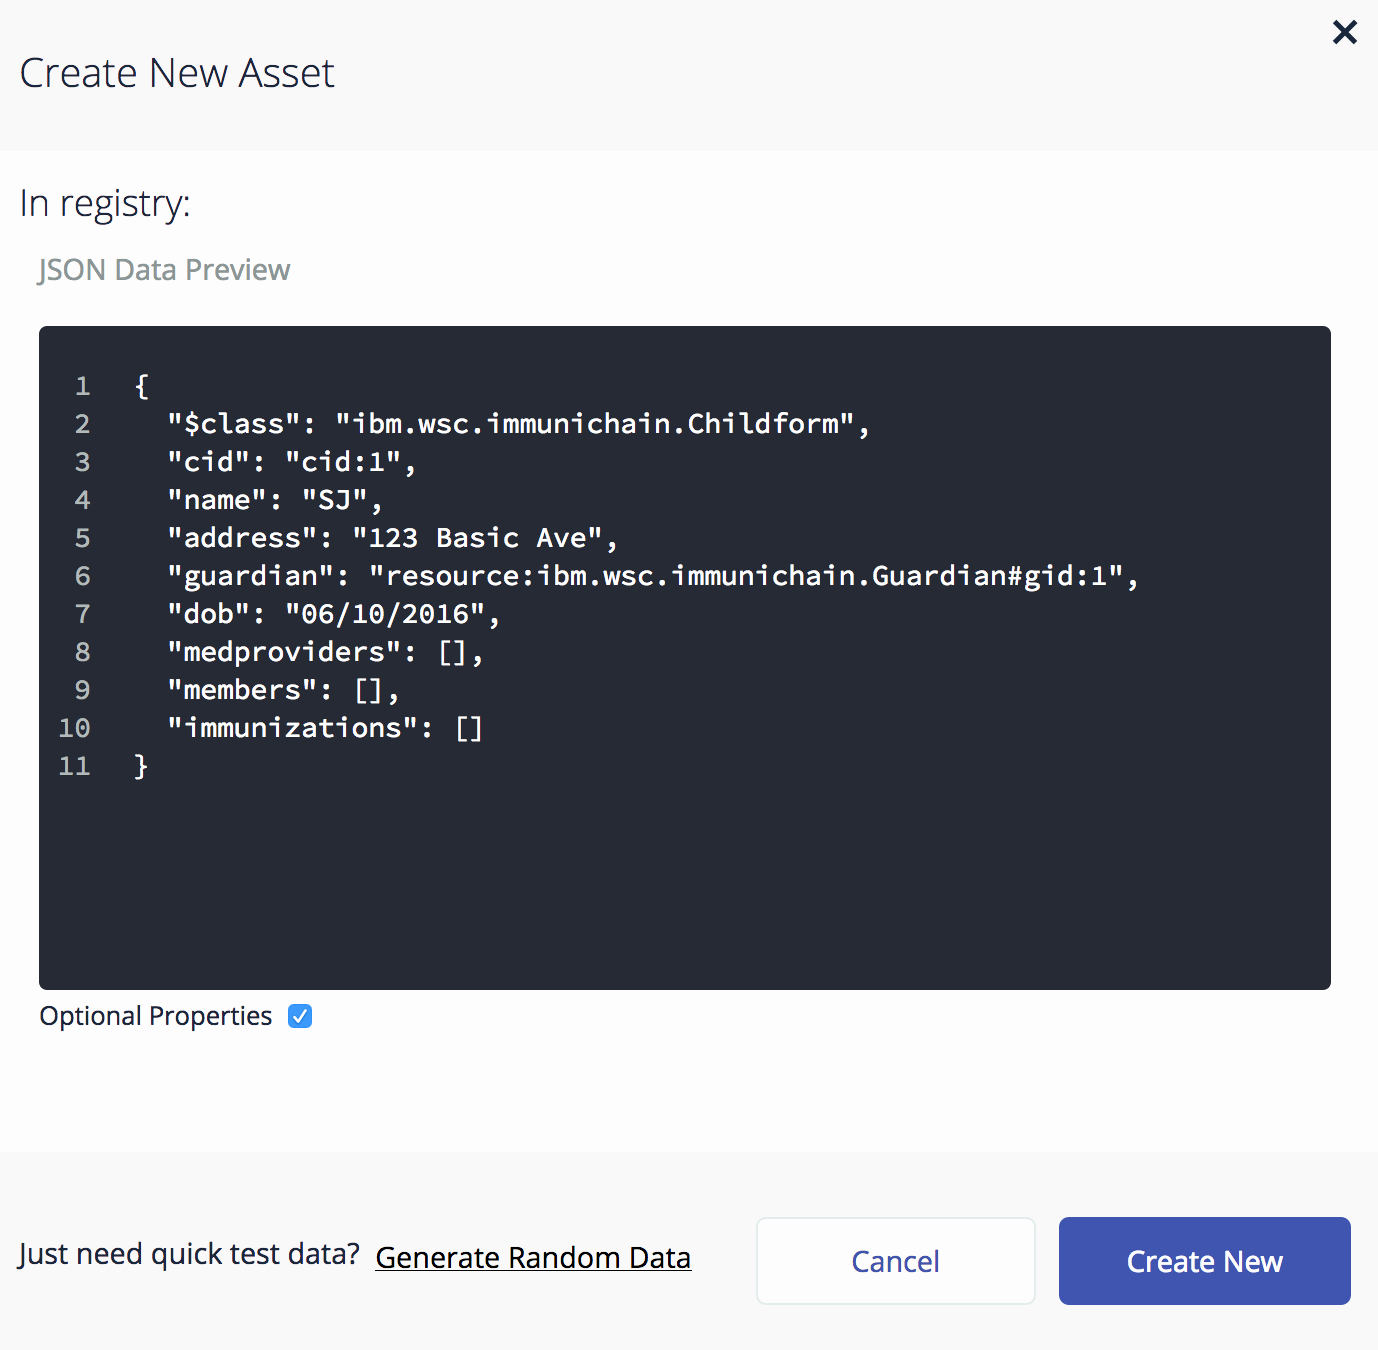 Create New Asset
In registry:
JSON Data Preview
1 {
2   "$class": "ibm.wsc.immunichain.Childform",
3   "cid": "cid:1",
4   "name": "SJ",
5   "address": "123 Basic Ave",
6   "guardian": "resource:ibm.wsc.immunichain.Guardian#gid:1",
7   "dob": "06/10/2016",
8   "medproviders": [],
9   "members": [],
10   "immunizations": []
11 }
Optional Properties
Just need quick test data? Generate Random Data Cancel Create New